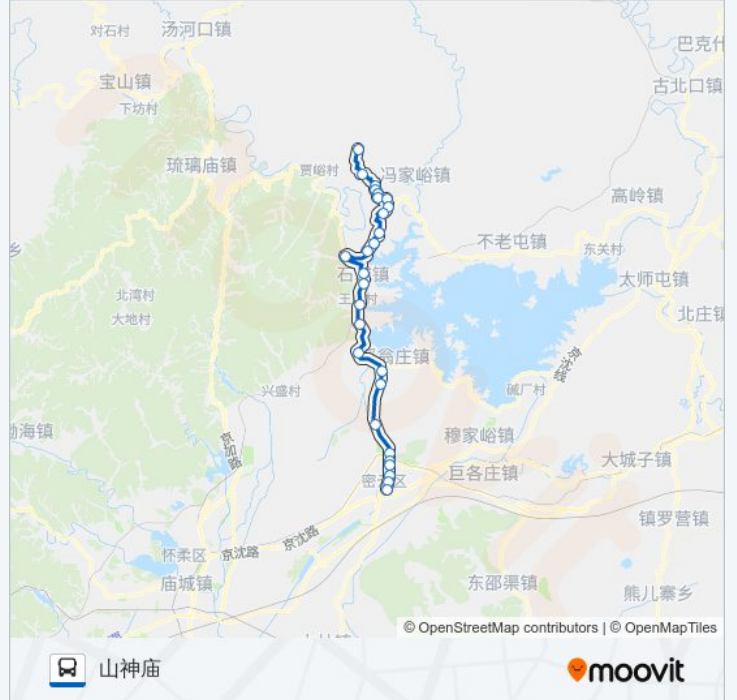 对石村
汤河口镇
巴克什
宝山镇
古北口镇
下坊村
琉璃庙镇
贾峪村
冯家峪镇
高岭镇
乡
不老屯镇
东关村
石
镇
太师屯镇
北湾村
王
村
大地村
北庄镇
翁庄镇
京沈线
兴盛村
碱厂村
渤海镇
京加路
穆家峪镇
大城子镇
巨各庄镇
密
区
镇罗营镇
京沈路
怀柔区
京沈路
庙城镇
东邵渠镇
熊儿寨乡
© OpenStreetMap contributors | © OpenMapTiles
山神庙
moovit